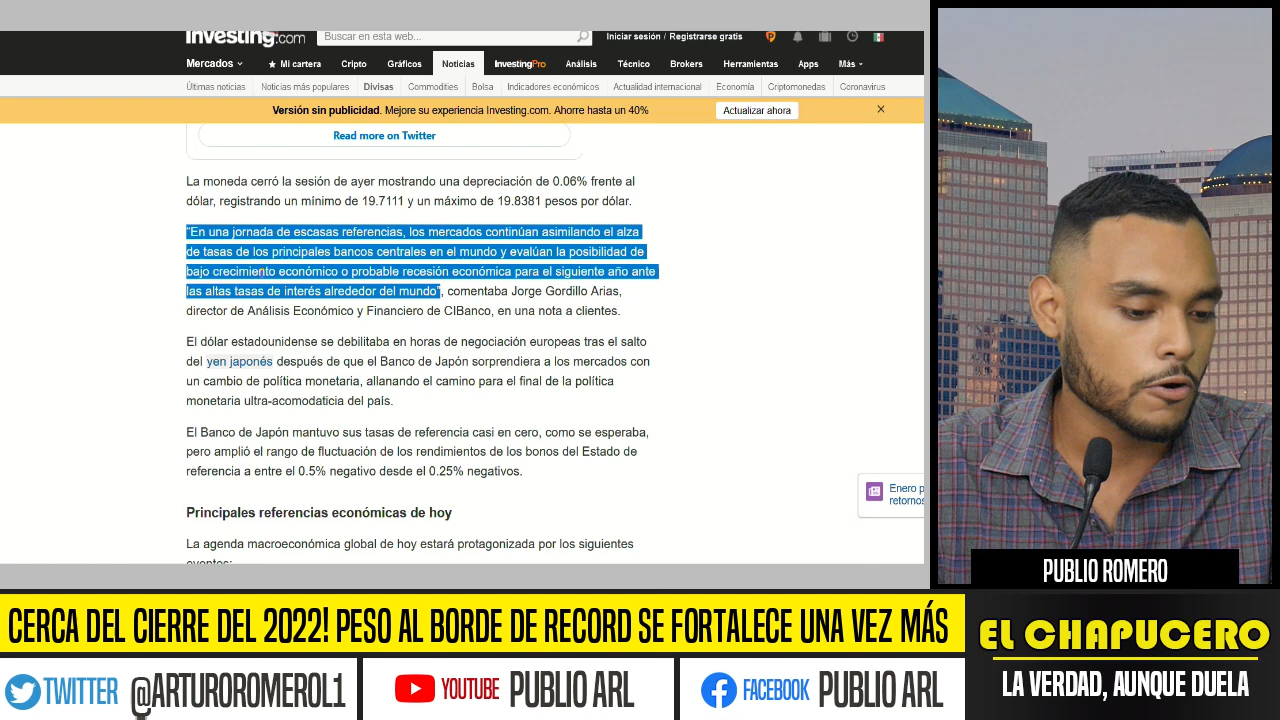 Investing.com
Buscar en esta web...
Iniciar sesión / Registrarse gratis
Mercados
Mi cartera
Cripto
Gráficos
Noticias
InvestingPro
Análisis
Técnico
Brokers
Herramientas
Apps
Más
Últimas noticias
Noticias más populares
Divisas
Commodities
Bolsa
Indicadores económicos
Actualidad internacional
Economía
Criptomonedas
Coronavirus
Versión sin publicidad. Mejore su experiencia Investing.com. Ahorre hasta un 40%
Actualizar ahora
Read more on Twitter
La moneda cerró la sesión de ayer mostrando una depreciación de 0.06% frente al
dólar, registrando un mínimo de 19.7111 y un máximo de 19.8381 pesos por dólar.
"En una jornada de escasas referencias, los mercados continúan asimilando el alza
de tasas de los principales bancos centrales en el mundo y evalúan la posibilidad de
bajo crecimiento económico o probable recesión económica para el siguiente año ante
las altas tasas de interés alrededor del mundo", comentaba Jorge Gordillo Arias,
director de Análisis Económico y Financiero de CIBanco, en una nota a clientes.
El dólar estadounidense se debilitaba en horas de negociación europeas tras el salto
del yen japonés después de que el Banco de Japón sorprendiera a los mercados con
un cambio de política monetaria, allanando el camino para el final de la política
monetaria ultra-acomodaticia del país.
El Banco de Japón mantuvo sus tasas de referencia casi en cero, como se esperaba,
pero amplió el rango de fluctuación de los rendimientos de los bonos del Estado de
referencia a entre el 0.5% negativo desde el 0.25% negativos.
Enero p
retornos
Principales referencias económicas de hoy
La agenda macroeconómica global de hoy estará protagonizada por los siguientes
eventos:
PUBLIO ROMERO
CERCA DEL CIERRE DEL 2022! PESO AL BORDE DE RECORD SE FORTALECE UNA VEZ MÁS
EL CHAPUCERO
LA VERDAD, AUNQUE DUELA
TWITTER @ARTUROROMEROL1
YOUTUBE PUBLIO ARL
FACEBOOK PUBLIO ARL